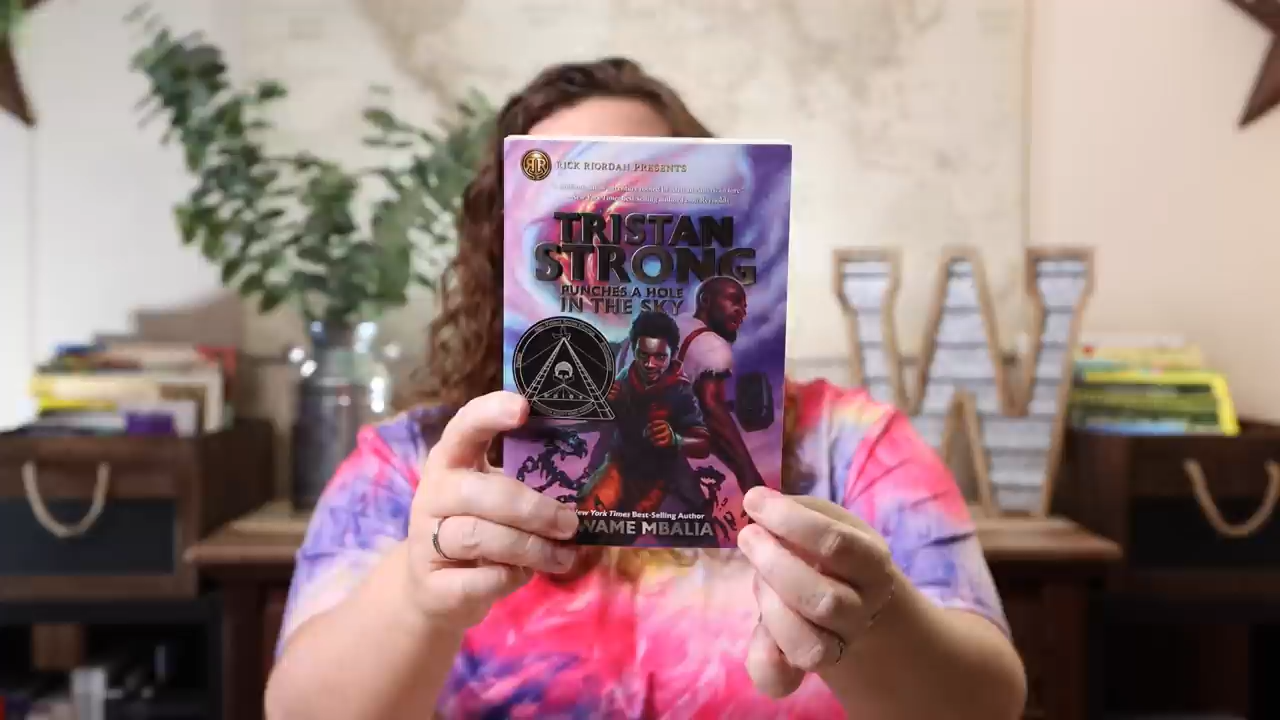 RICK RIORDAN PRESENTS
TRISTAN
STRONG
PUNCHES A HOLE
IN THE SKY
New York Times Best-Selling Author
WAME MBALIA
W